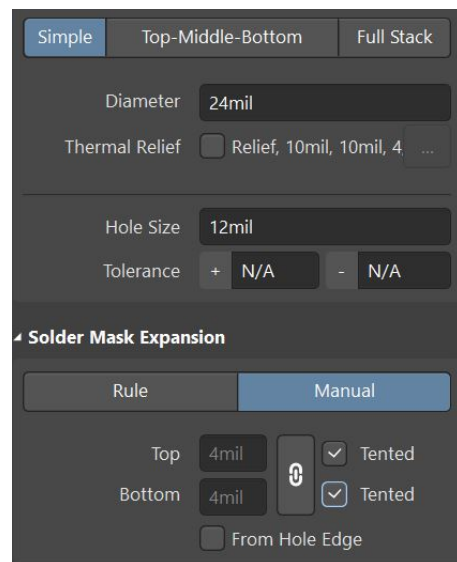 Simple Top-Middle-Bottom Full Stack
Diameter 24mil
Thermal Relief Relief, 10mil, 10mil, 4, ...
Hole Size 12mil
Tolerance + N/A - N/A
Solder Mask Expansion
Rule Manual
Top 4mil Tented
Bottom 4mil Tented
From Hole Edge